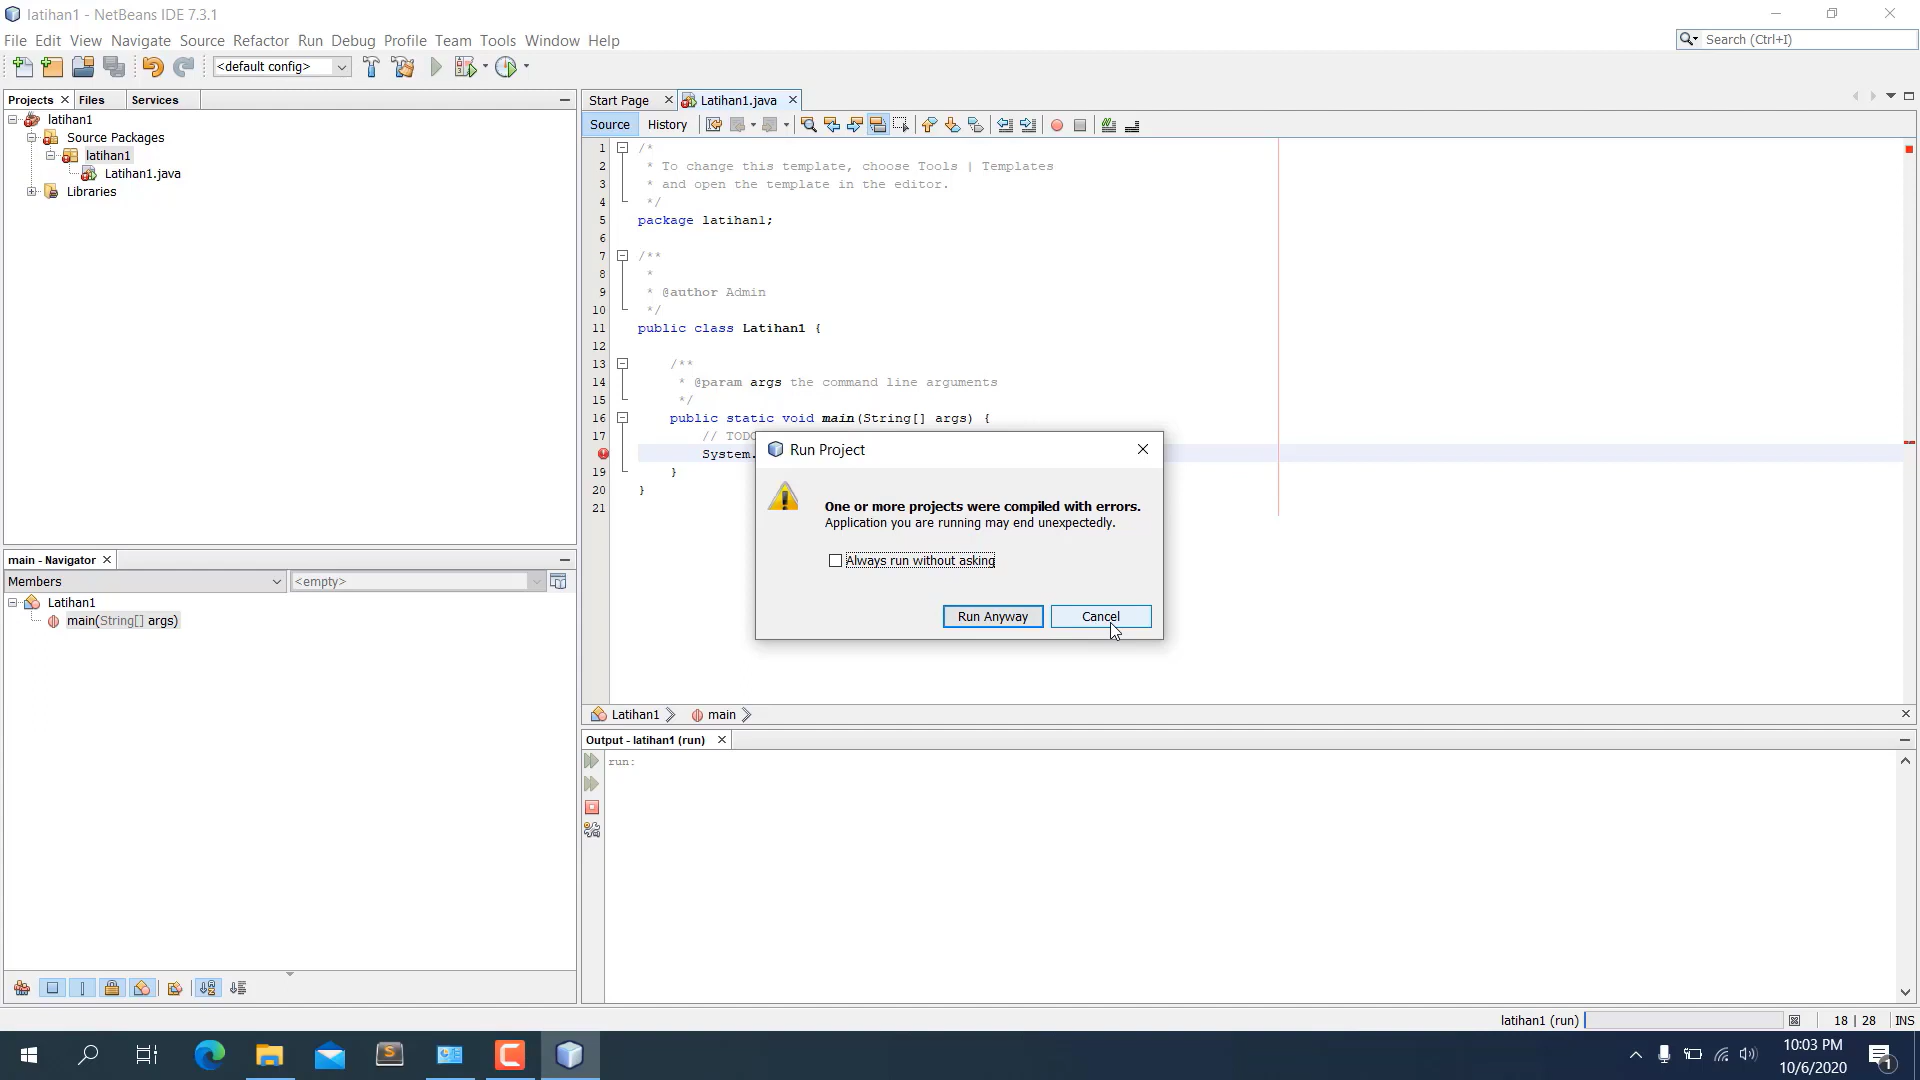 latihan1 - NetBeans IDE 7.3.1
File Edit View Navigate Source Refactor Run Debug Profile Team Tools Window Help
Search (Ctrl+I)
<default config>
Projects Files Services
latihan1
Source Packages
latihan1
Latihan1.java
Libraries
Start Page Latihan1.java
Source History
1 /*
2 * To change this template, choose Tools | Templates
3 * and open the template in the editor.
4 */
5 package latihan1;
6
7 /**
8 *
9 * @author Admin
10 */
11 public class Latihan1 {
12
13 /**
14 * @param args the command line arguments
15 */
16 public static void main(String[] args) {
17 // TODO
System.
19 }
20 }
21
Run Project
One or more projects were compiled with errors.
Application you are running may end unexpectedly.
Always run without asking
Run Anyway Cancel
main - Navigator
Members <empty>
Latihan1
main(String[] args)
Latihan1 main
Output - latihan1 (run)
run:
latihan1 (run) 18 | 28 INS
10:03 PM
10/6/2020
1